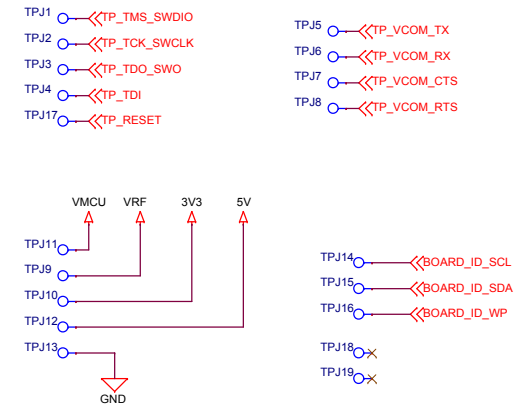 TPJ1 TP_TMS_SWDIO
TPJ2 TP_TCK_SWCLK
TPJ3 TP_TDO_SWO
TPJ4 TP_TDI
TPJ17 TP_RESET
TPJ5 TP_VCOM_TX
TPJ6 TP_VCOM_RX
TPJ7 TP_VCOM_CTS
TPJ8 TP_VCOM_RTS
VMCU VRF 3V3 5V
TPJ11
TPJ9
TPJ10
TPJ12
TPJ13
GND
TPJ14 BOARD_ID_SCL
TPJ15 BOARD_ID_SDA
TPJ16 BOARD_ID_WP
TPJ18
TPJ19